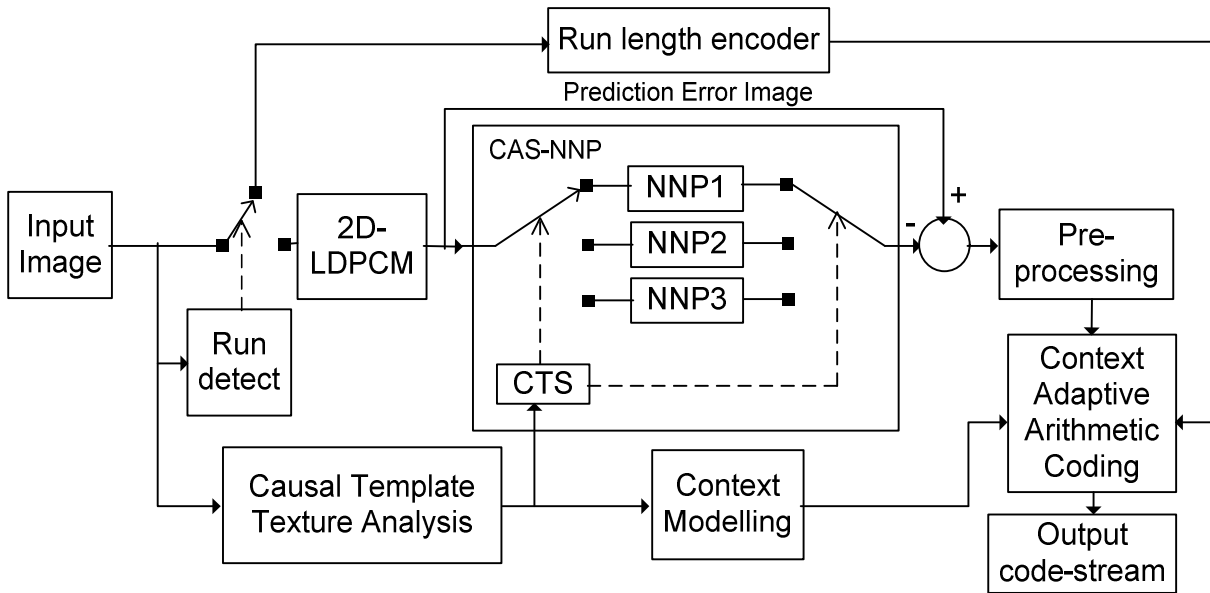 Run length encoder
Prediction Error Image
CAS-NNP
NNP1
+
Input
Image
2D-
LDPCM
NNP2
-
Pre-
processing
NNP3
Run
detect
CTS
Context
Adaptive
Arithmetic
Coding
Causal Template
Texture Analysis
Context
Modelling
Output
code-stream